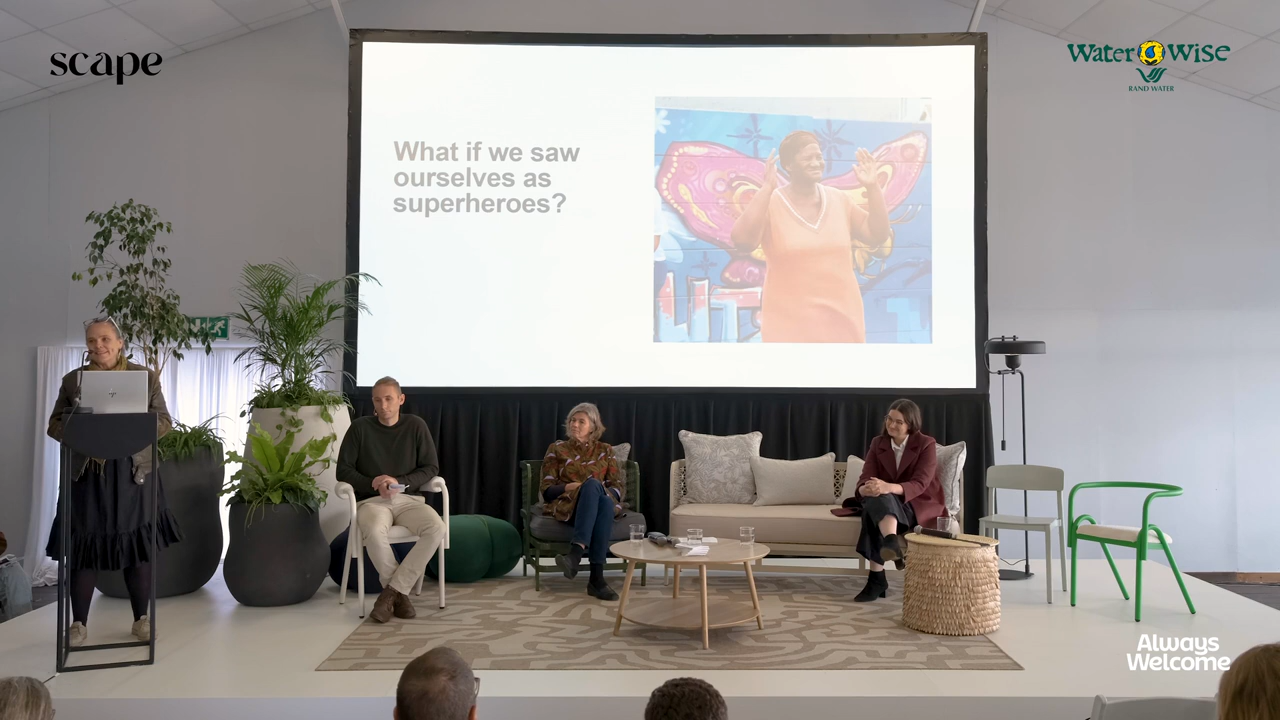 scape
Water Wise
RAND WATER
What if we saw
ourselves as
superheroes?
Always
Welcome